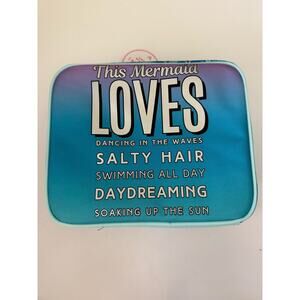 This Mermaid
LOVES
DANCING IN THE WAVES
SALTY HAIR
SWIMMING ALL DAY
DAYDREAMING
SOAKING UP THE SUN